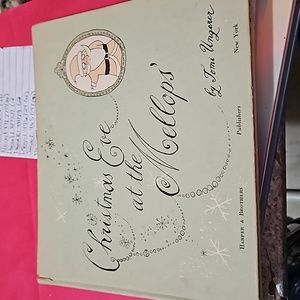 Christmas Eve
at the
Mellops'
by Tomi Ungerer
HARPER & BROTHERS Publishers New York